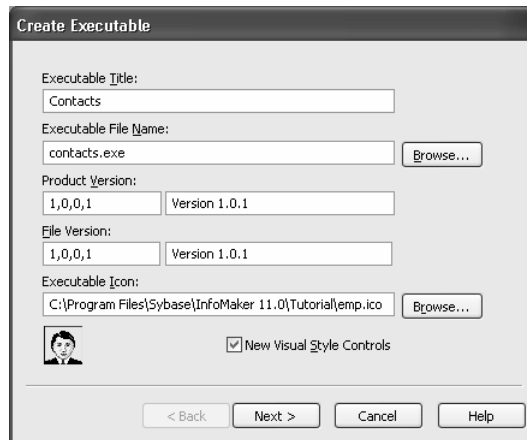 Create Executable
Executable Title:
Contacts
Executable File Name:
contacts.exe
Browse...
Product Version:
1,0,0,1
Version 1.0.1
File Version:
1,0,0,1
Version 1.0.1
Executable Icon:
C:\Program Files\Sybase\InfoMaker 11.0\Tutorial\emp.ico
Browse...
New Visual Style Controls
< Back
Next >
Cancel
Help